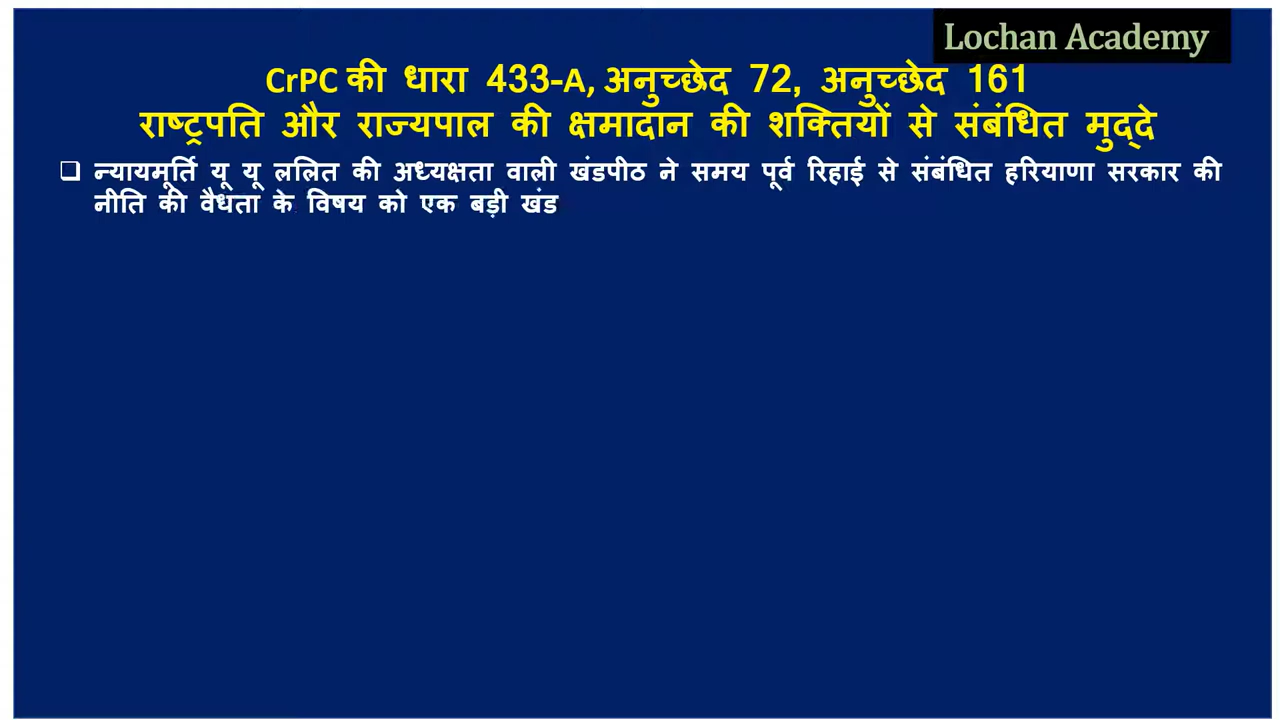 Lochan Academy
CrPC की धारा 433-A, अनुच्छेद 72, अनुच्छेद 161
राष्ट्रपति और राज्यपाल की क्षमादान की शक्तियों से संबंधित मुद्दे
❑ न्यायमूर्ति यू यू ललित की अध्यक्षता वाली खंडपीठ ने समय पूर्व रिहाई से संबंधित हरियाणा सरकार की
नीति की वैधता के विषय को एक बड़ी खंड